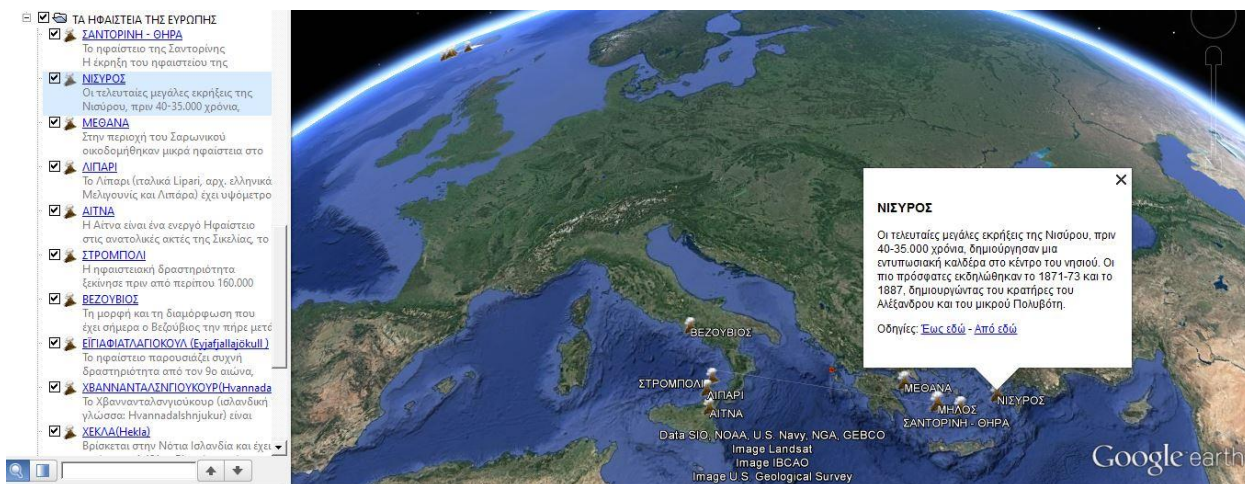 ΤΑ ΗΦΑΙΣΤΕΙΑ ΤΗΣ ΕΥΡΩΠΗΣ
ΣΑΝΤΟΡΙΝΗ - ΘΗΡΑ
Το ηφαίστειο της Σαντορίνης
Η έκρηξη του ηφαιστείου της
ΝΙΣΥΡΟΣ
Οι τελευταίες μεγάλες εκρήξεις της
Νισύρου, πριν 40-35.000 χρόνια,
ΜΕΘΑΝΑ
Στην περιοχή του Σαρωνικού
οικοδομήθηκαν μικρά ηφαίστεια στο
ΛΙΠΑΡΙ
Το Λίπαρι (ιταλικά Lipari, αρχ. ελληνικά
Μελιγουνίς και Λιπάρα) έχει υψόμετρο
ΑΙΤΝΑ
Η Αίτνα είναι ένα ενεργό Ηφαίστειο
στις ανατολικές ακτές της Σικελίας, το
ΣΤΡΟΜΠΟΛΙ
Η ηφαιστειακή δραστηριότητα
ξεκίνησε πριν από περίπου 160.000
ΒΕΖΟΥΒΙΟΣ
Τη μορφή και τη διαμόρφωση που
έχει σήμερα ο Βεζούβιος την πήρε μετά
ΕΪΓΙΑΦΙΑΤΛΑΓΙΟΚΟΥΛ (Eyjafjallajökull )
Το ηφαίστειο παρουσιάζει συχνή
δραστηριότητα από τον 9ο αιώνα,
ΧΒΑΝΝΑΝΤΑΛΣΝΓΙΟΥΚΟΥΡ(Hvannada
Το Χβαννανταλσνγιούκουρ (ισλανδική
γλώσσα: Hvannadalshnjukur) είναι
ΧΕΚΛΑ(Hekla)
Βρίσκεται στην Νότια Ισλανδία και έχει
ΝΙΣΥΡΟΣ
Οι τελευταίες μεγάλες εκρήξεις της Νισύρου, πριν
40-35.000 χρόνια, δημιούργησαν μια
εντυπωσιακή καλδέρα στο κέντρο του νησιού. Οι
πιο πρόσφατες εκδηλώθηκαν το 1871-73 και το
1887, δημιουργώντας του κρατήρες του
Αλέξανδρου και του μικρού Πολυβότη.
Οδηγίες: Έως εδώ - Από εδώ
ΒΕΖΟΥΒΙΟΣ
ΣΤΡΟΜΠΟΛΙ
ΛΙΠΑΡΙ
ΑΙΤΝΑ
ΜΕΘΑΝΑ
ΜΗΛΟΣ
ΝΙΣΥΡΟΣ
ΣΑΝΤΟΡΙΝΗ - ΘΗΡΑ
Data SIO, NOAA, U.S. Navy, NGA, GEBCO
Image Landsat
Image IBCAO
Image U.S. Geological Survey
Google earth